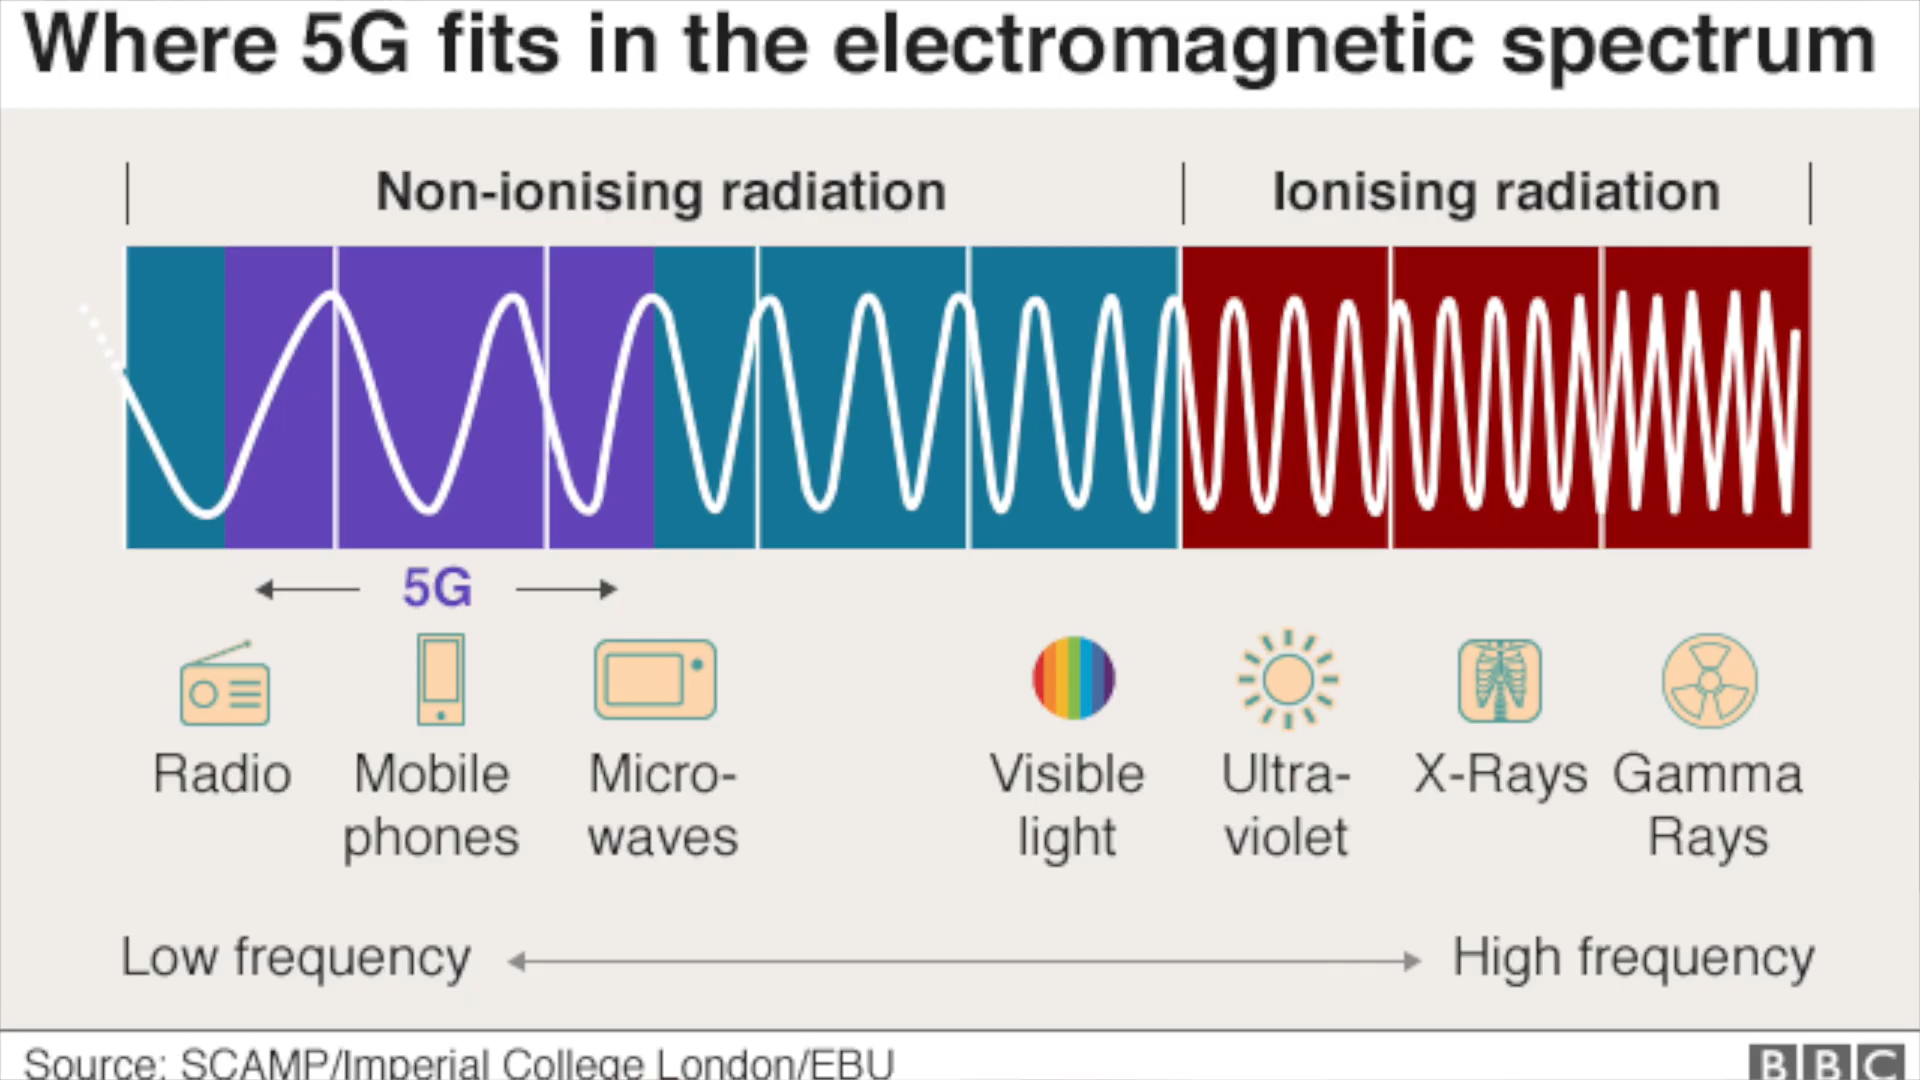 Where 5G fits in the electromagnetic spectrum
Non-ionising radiation
Ionising radiation
5G
Radio
Mobile
phones
Micro-
waves
Visible
light
Ultra-
violet
X-Rays
Gamma
Rays
Low frequency
High frequency
Source: SCAMP/Imperial College London/EBU
BBC